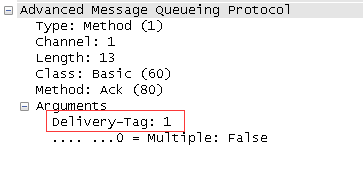 Advanced Message Queueing Protocol
Type: Method (1)
Channel: 1
Length: 13
Class: Basic (60)
Method: Ack (80)
Arguments
Delivery-Tag: 1
.... ...0 = Multiple: False